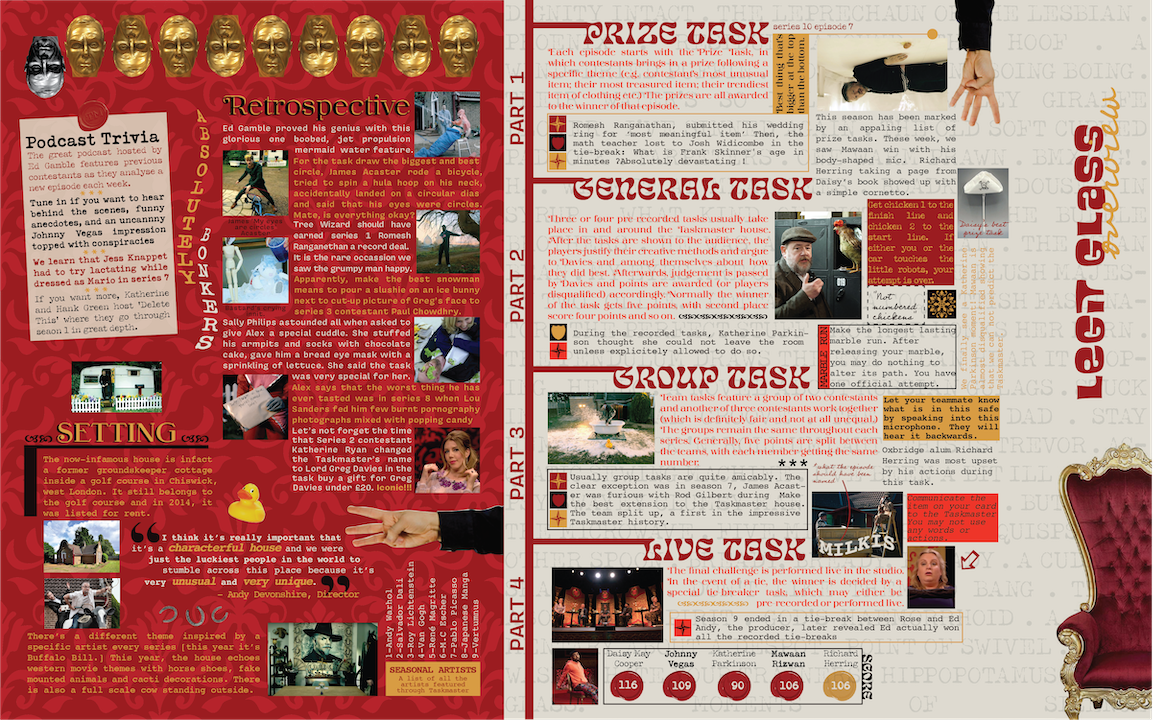 Podcast Trivia
The great podcast hosted by
Ed Gamble features previous
contestants as they analyse a
new episode each week.
Tune in if you want to hear
behind the scenes, funny
anecdotes, and an uncannny
Johnny Vegas impression
topped with conspiracies
We learn that Jess Knappet
had to try lactating while
dressed as Mario in series 7
If you want more, Katherine
and Hank Green host 'Delete
This' where they go through
season 1 in great depth.
ABSOLUTELY
BONKERS
Retrospective
Ed Gamble proved his genius with this
glorious one boobed, jet propulsion
mermaid water feature.
For the task draw the biggest and best
circle, James Acaster rode a bicycle,
tried to spin a hula hoop on his neck,
accidentally landed on a circular dias
and said that his eyes were circles.
Mate, is everything okay?
Tree Wizard should have
earned series 1 Romesh
Ranganathan a record deal.
It is the rare occassion we
saw the grumpy man happy.
Apparently, make the best snowman
means to pour a slushie on an ice bunny
next to cut-up picture of Greg's face to
series 3 contestant Paul Chowdhry.
Sally Philips astounded all when asked to
give Alex a special cuddle. She stuffed
his armpits and socks with chocolate
cake, gave him a bread eye mask with a
sprinkling of lettuce. She said the task
was very special for her.
Alex says that the worst thing he has
ever tasted was in series 8 when Lou
Sanders fed him few burnt pornography
photographs mixed with popping candy
Let's not forget the time
that Series 2 contestant
Katherine Ryan changed
the Taskmaster's name
to Lord Greg Davies in the
task buy a gift for Greg
Davies under £20. Iconic!!!
SETTING
The now-infamous house is infact
a former groundskeeper cottage
inside a golf course in Chiswick,
west London. It still belongs to
the golf course and in 2014, it
was listed for rent.
“I think it's really important that
it's a characterful house and we were
just the luckiest people in the world to
stumble across this place because it's
very unusual and very unique.”
– Andy Devonshire, Director
There's a different theme inspired by a
specific artist every series [this year it's
Buffalo Bill.] This year, the house echoes
western movie themes with horse shoes, fake
mounted animals and cacti decorations. There
is also a full scale cow standing outside.
1-Andy Warhol
2-Salvador Dali
3-Roy Lichtenstein
4-Van Gogh
5-Rene Magritte
6-M.C Escher
7-Pablo Picasso
8-Japanese Manga
9-Vertumnus
SEASONAL ARTISTS
A list of all the
artists featured
through Taskmaster
PART 1
PRIZE TASK
series 10 episode 7
Each episode starts with the Prize Task, in
which contestants brings in a prize following a
specific theme (e.g. contestant's most unusual
item; their most treasured item; their trendiest
item of clothing etc.) The prizes are all awarded
to the winner of that episode.
Best thing that's
bigger at the top
than the bottom.
Romesh Ranganathan, submitted his wedding
ring for 'most meaningful item' Then, the
math teacher lost to Josh Widicombe in the
tie-break: What is Frank Skinner's age in
minutes ?Absolutely devastating !
This season has been marked
by an appaling list of
prize tasks. These week, we
saw Mawaan win with his
body-shaped mic. Richard
Herring taking a page from
Daisy's book showed up with
a simple cornetto.
PART 2
GENERAL TASK
Three or four pre recorded tasks usually take
place in and around the Taskmaster house.
After the tasks are shown to the audience, the
players justify their creative methods and argue
to Davies and among themselves about how
they did best. Afterwards, judgement is passed
by Davies and points are awarded (or players
disqualified) accordingly. Normally the winner
of the task gets five points, with second place
score four points and so on.
Get chicken 1 to the
finish line and
chicken 2 to the
start line. If
either you or the
car touches the
little robots, your
attempt is over.
Not
numbered
chickens
During the recorded tasks, Katherine Parkin-
son thought she could not leave the room
unless explicitely allowed to do so.
MARBLE RUN
Make the longest lasting
marble run. After
releasing your marble,
you may do nothing to
alter its path. You have
one official attempt.
PART 3
GROUP TASK
Team tasks feature a group of two contestants
and another of three contestants work together
(which is definitely fair and not at all unequal)
The groups remain the same throughout each
series. Generally, five points are split between
the teams, with each member getting the same
number.
***
Let your teammate know
what is in this safe
by speaking into this
microphone. They will
hear it backwards.
Oxbridge alum Richard
Herring was most upset
by his actions during
this task.
*what the episode
should have been
named
Usually group tasks are quite amicably. The
clear exception was in season 7, James Acast-
er was furious with Rod Gilbert during Make
the best extension to the Taskmaster house.
The team split up, a first in the impressive
Taskmaster history.
MILKIS
Communicate the
item on your card
to the Taskmaster
You may not use
any words or
actions.
PART 4
LIVE TASK
The final challenge is performed live in the studio.
In the event of a tie, the winner is decided by a
special tie-breaker task, which may either be
pre-recorded or performed live.
Season 9 ended in a tie-between Rose and Ed
Andy, the producer, later revealed Ed actually won
all the recorded tie-breaks
Daisy May Cooper
Johnny Vegas
Katherine Parkinson
Mawaan Rizwan
Richard Herring
116 109 90 106 106
SCORE
LEGIT GLASS
overview